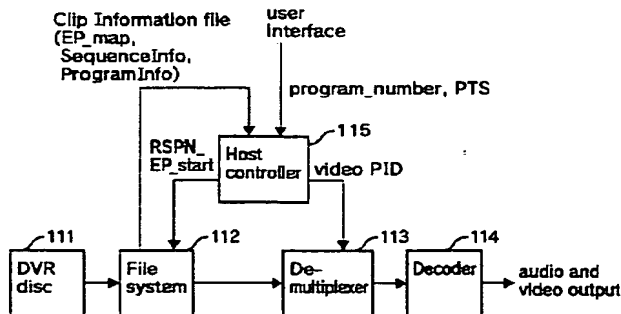 Clip Information file
(EP_map,
SequenceInfo,
ProgramInfo)
user
Interface
program_number, PTS
115
RSPN_
EP_start
Host
controller
video PID
111
DVR
disc
112
File
system
113
De-
multiplexer
114
Decoder
audio and
video output